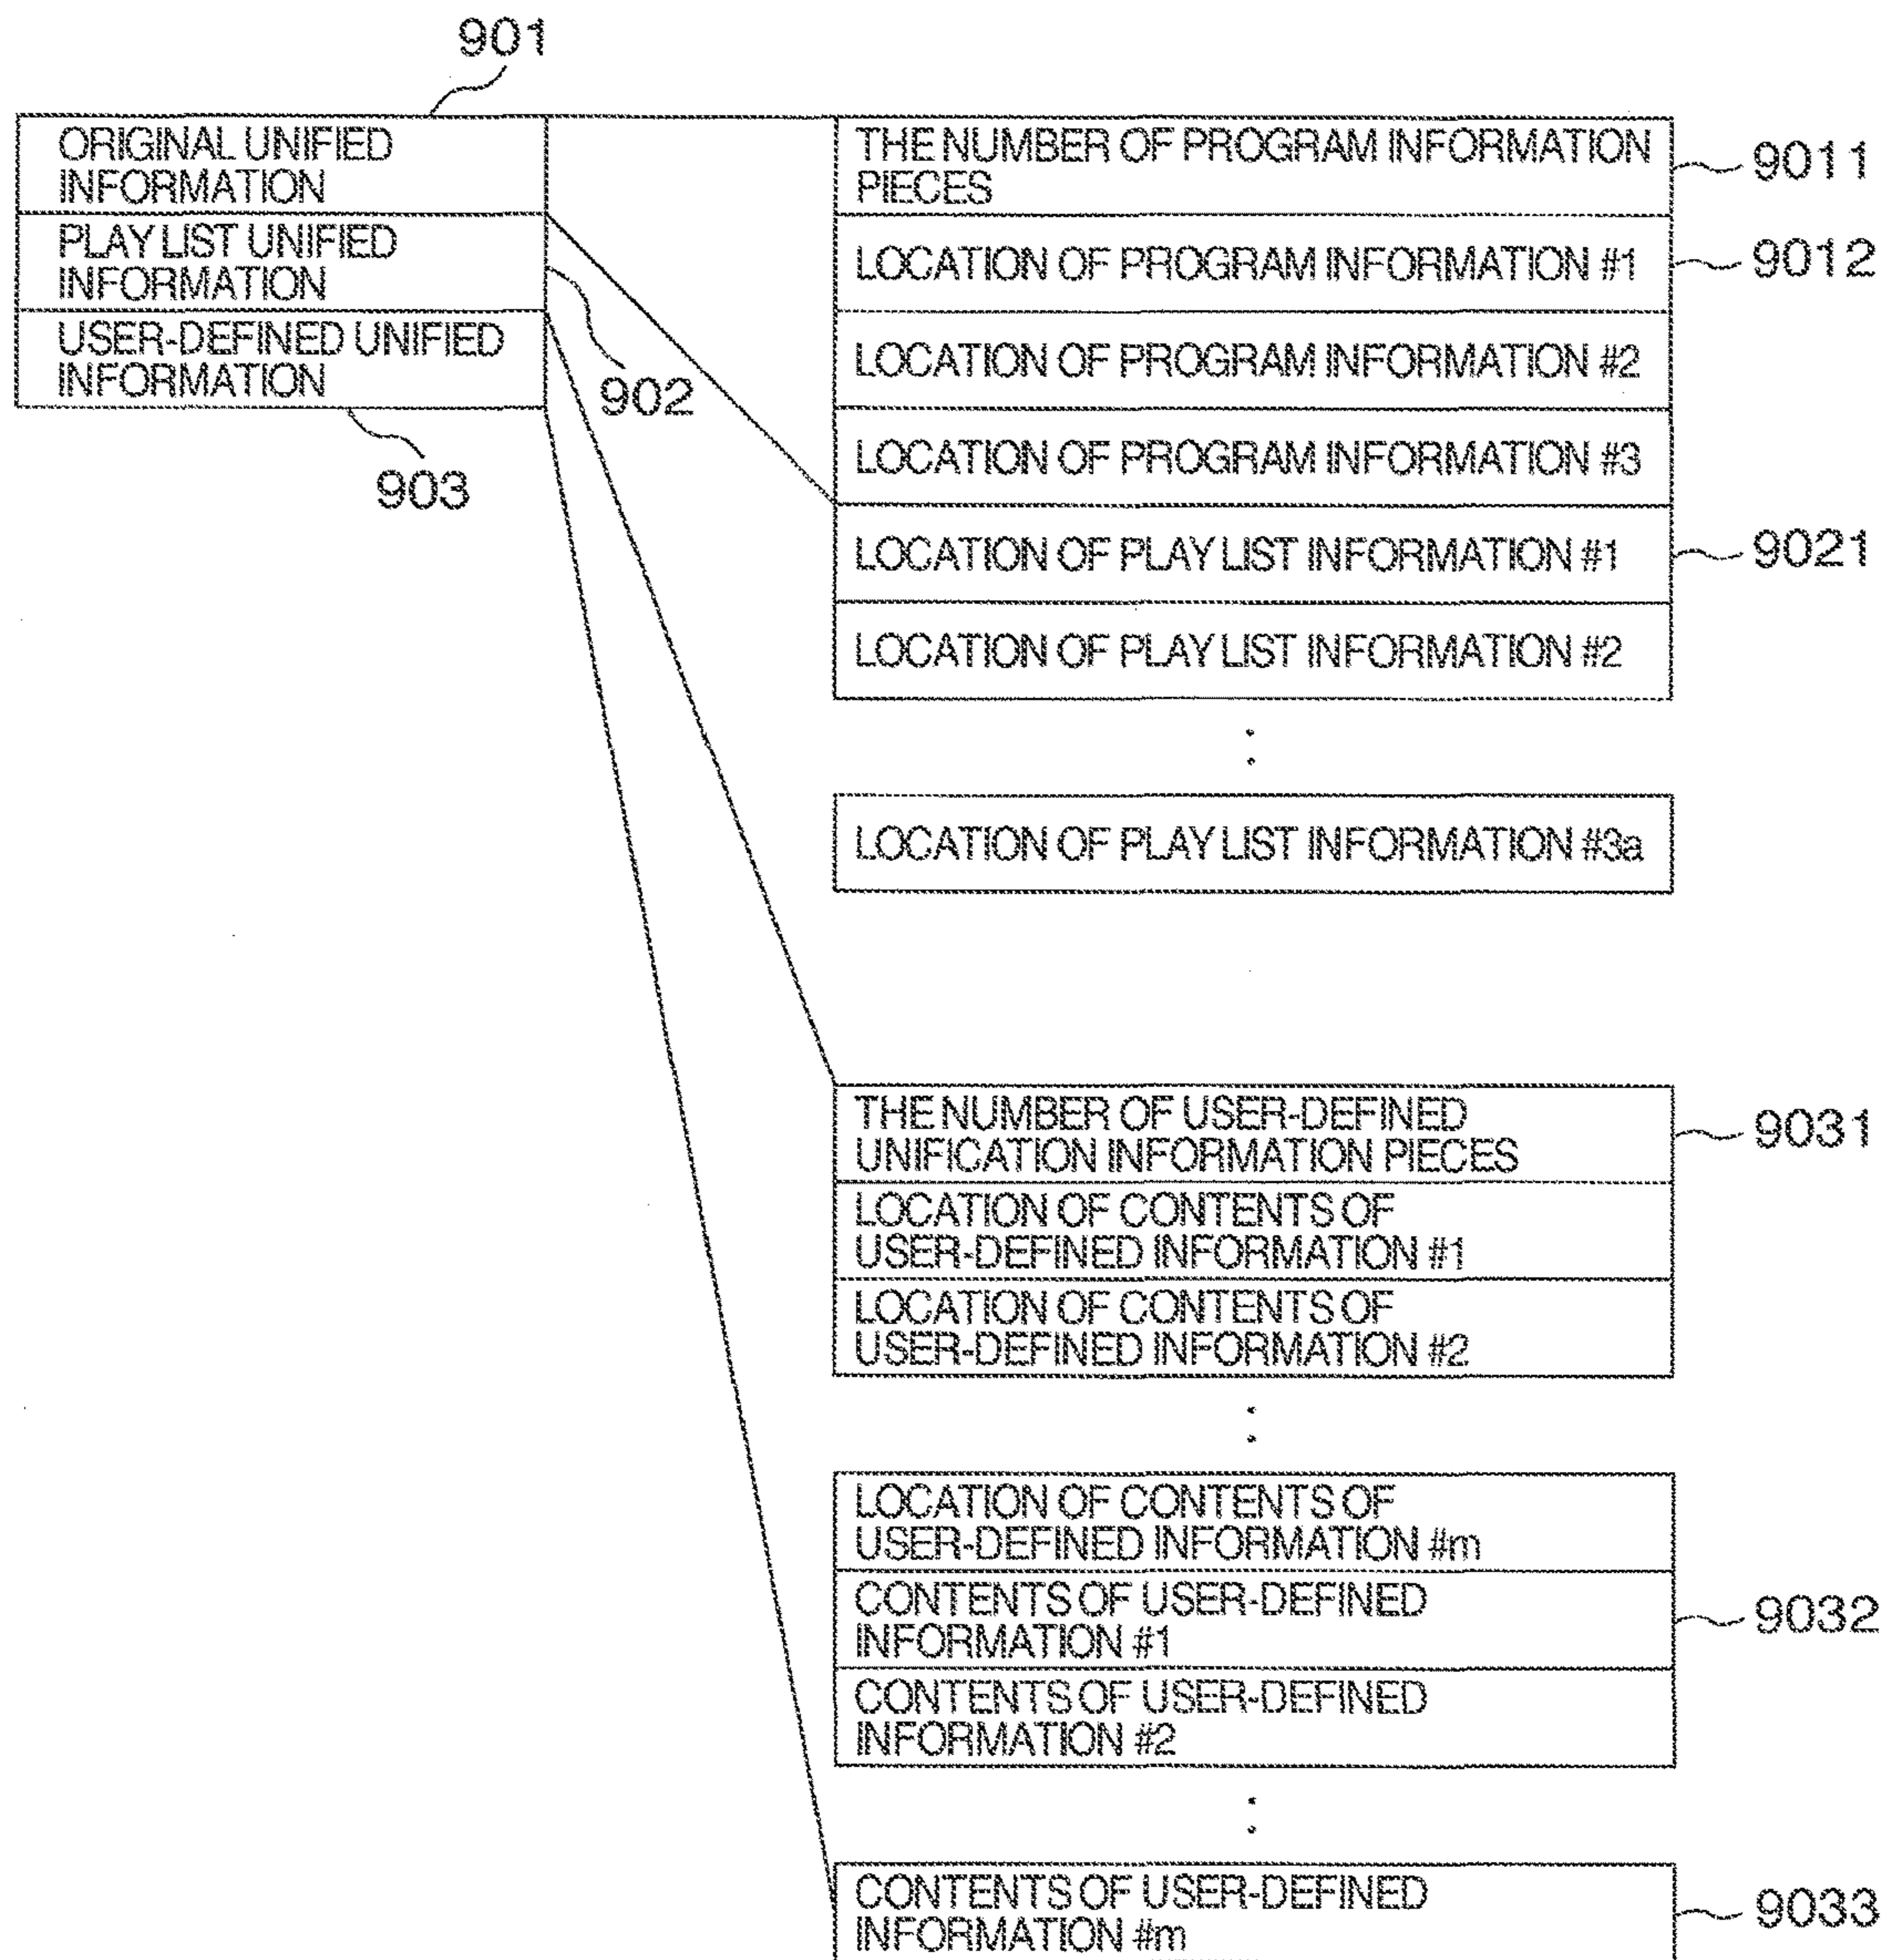 901
ORIGINAL UNIFIED
INFORMATION
PLAY LIST UNIFIED
INFORMATION
USER-DEFINED UNIFIED
INFORMATION
902
903
THE NUMBER OF PROGRAM INFORMATION
PIECES
9011
LOCATION OF PROGRAM INFORMATION #1
9012
LOCATION OF PROGRAM INFORMATION #2
LOCATION OF PROGRAM INFORMATION #3
LOCATION OF PLAY LIST INFORMATION #1
9021
LOCATION OF PLAY LIST INFORMATION #2
LOCATION OF PLAY LIST INFORMATION #3a
THE NUMBER OF USER-DEFINED
UNIFICATION INFORMATION PIECES
9031
LOCATION OF CONTENTS OF
USER-DEFINED INFORMATION #1
LOCATION OF CONTENTS OF
USER-DEFINED INFORMATION #2
LOCATION OF CONTENTS OF
USER-DEFINED INFORMATION #m
CONTENTS OF USER-DEFINED
INFORMATION #1
9032
CONTENTS OF USER-DEFINED
INFORMATION #2
CONTENTS OF USER-DEFINED
INFORMATION #m
9033